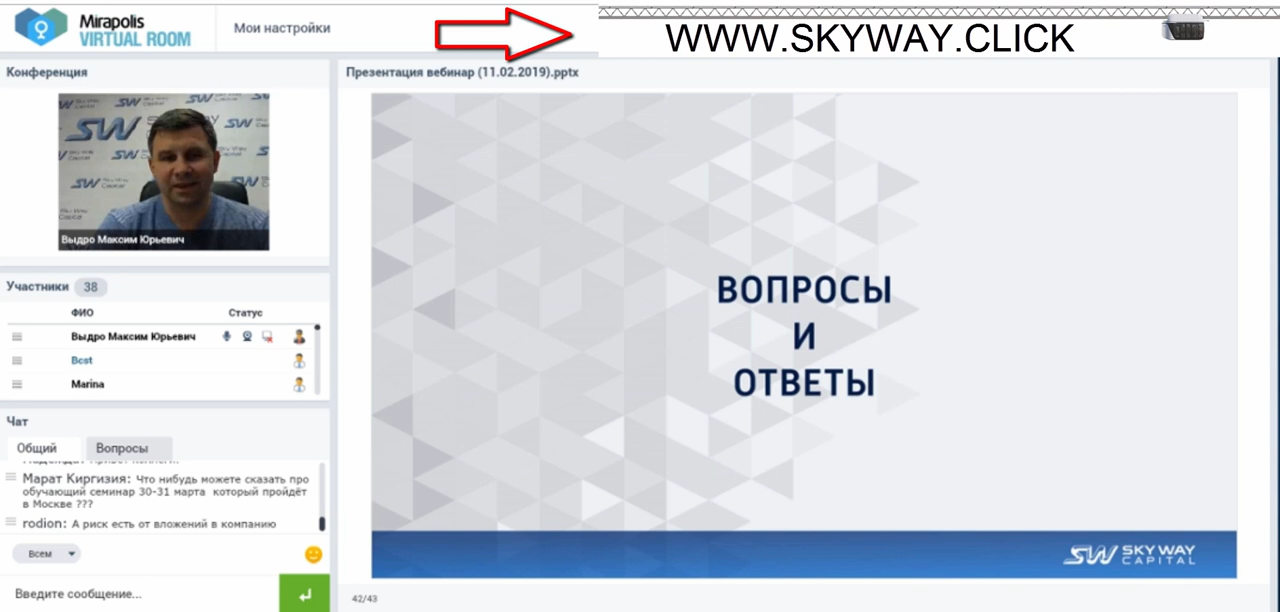 Mirapolis
VIRTUAL ROOM
Мои настройки
WWW.SKYWAY.CLICK
Конференция
Презентация вебинар (11.02.2019).pptx
SW
SW
Выдро Максим Юрьевич
Участники 38
ФИО Статус
Выдро Максим Юрьевич
Bcst
Marina
Чат
Общий Вопросы
Марат Киргизия: Что нибудь можете сказать про
обучающий семинар 30-31 марта который пройдёт
в Москве ???
rodion: А риск есть от вложений в компанию
Всем
Введите сообщение...
ВОПРОСЫ
И
ОТВЕТЫ
SW SKY WAY
CAPITAL
42/43